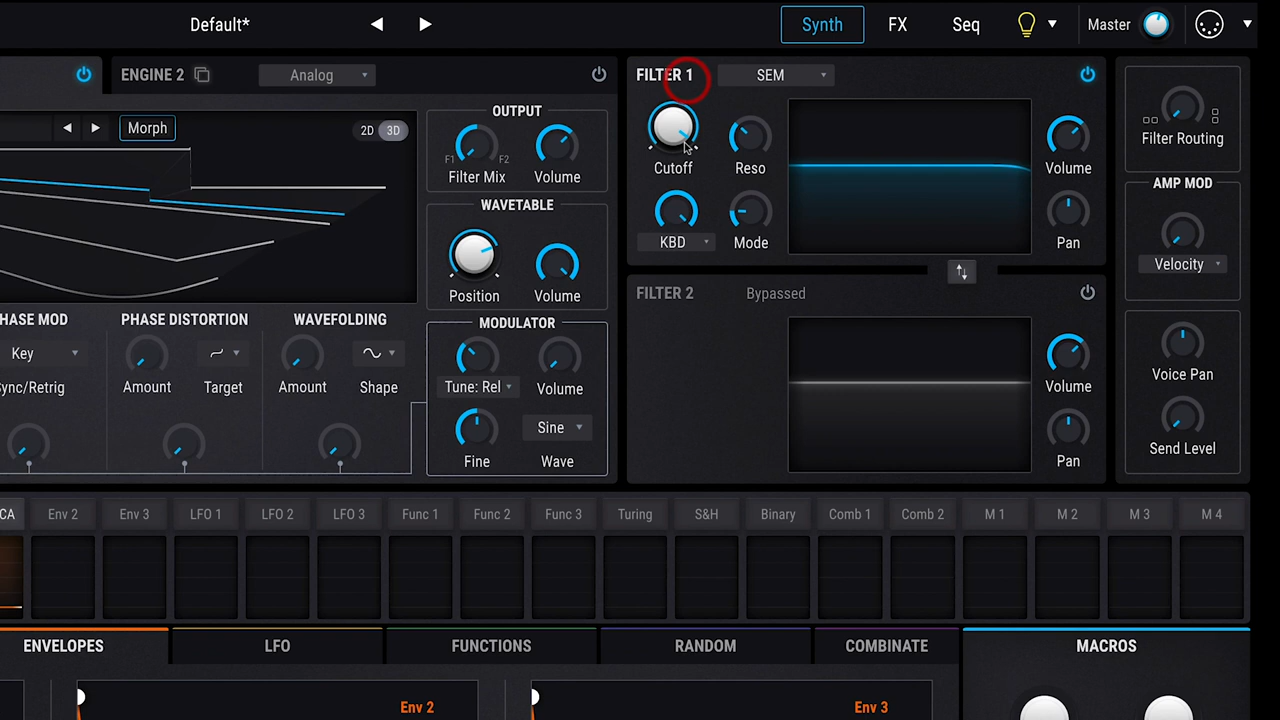 Default*
Synth
FX
Seq
Master
ENGINE 2
Analog
FILTER 1
SEM
Morph
2D
3D
OUTPUT
F1
F2
Filter Mix
Volume
Cutoff
Reso
Volume
Filter Routing
WAVETABLE
KBD
Mode
Pan
AMP MOD
Position
Volume
Velocity
FILTER 2
Bypassed
HASE MOD
PHASE DISTORTION
WAVEFOLDING
MODULATOR
Key
Amount
Target
Amount
Shape
Tune: Rel
Volume
Volume
Voice Pan
ync/Retrig
Fine
Sine
Wave
Pan
Send Level
CA
Env 2
Env 3
LFO 1
LFO 2
LFO 3
Func 1
Func 2
Func 3
Turing
S&H
Binary
Comb 1
Comb 2
M 1
M 2
M 3
M 4
ENVELOPES
LFO
FUNCTIONS
RANDOM
COMBINATE
MACROS
Env 2
Env 3